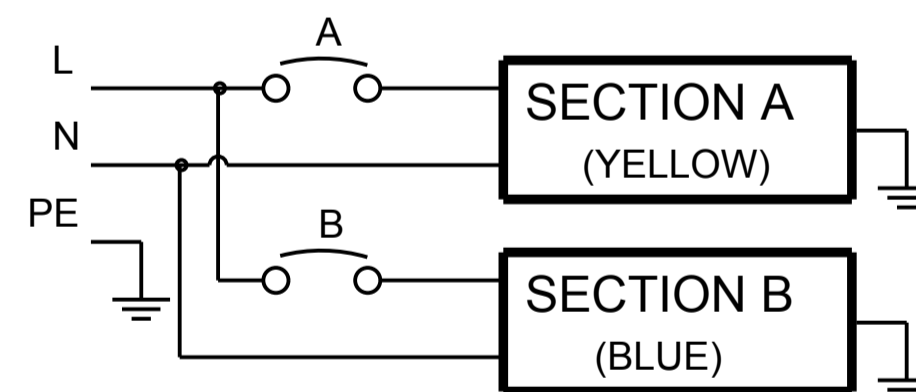 A
L
SECTION A
(YELLOW)
N
PE
B
SECTION B
(BLUE)